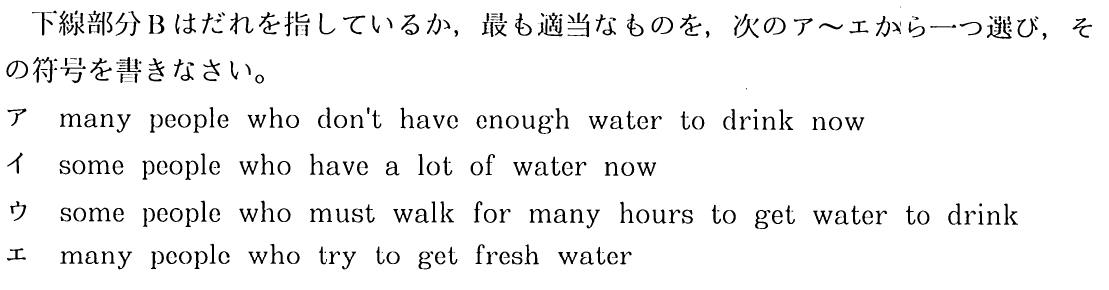 下線部分Bはだれを指しているか，最も適当なものを，次のア～エから一つ選び，そ
の符号を書きなさい。
ア many people who don't have enough water to drink now
イ some people who have a lot of water now
ウ some people who must walk for many hours to get water to drink
エ many people who try to get fresh water